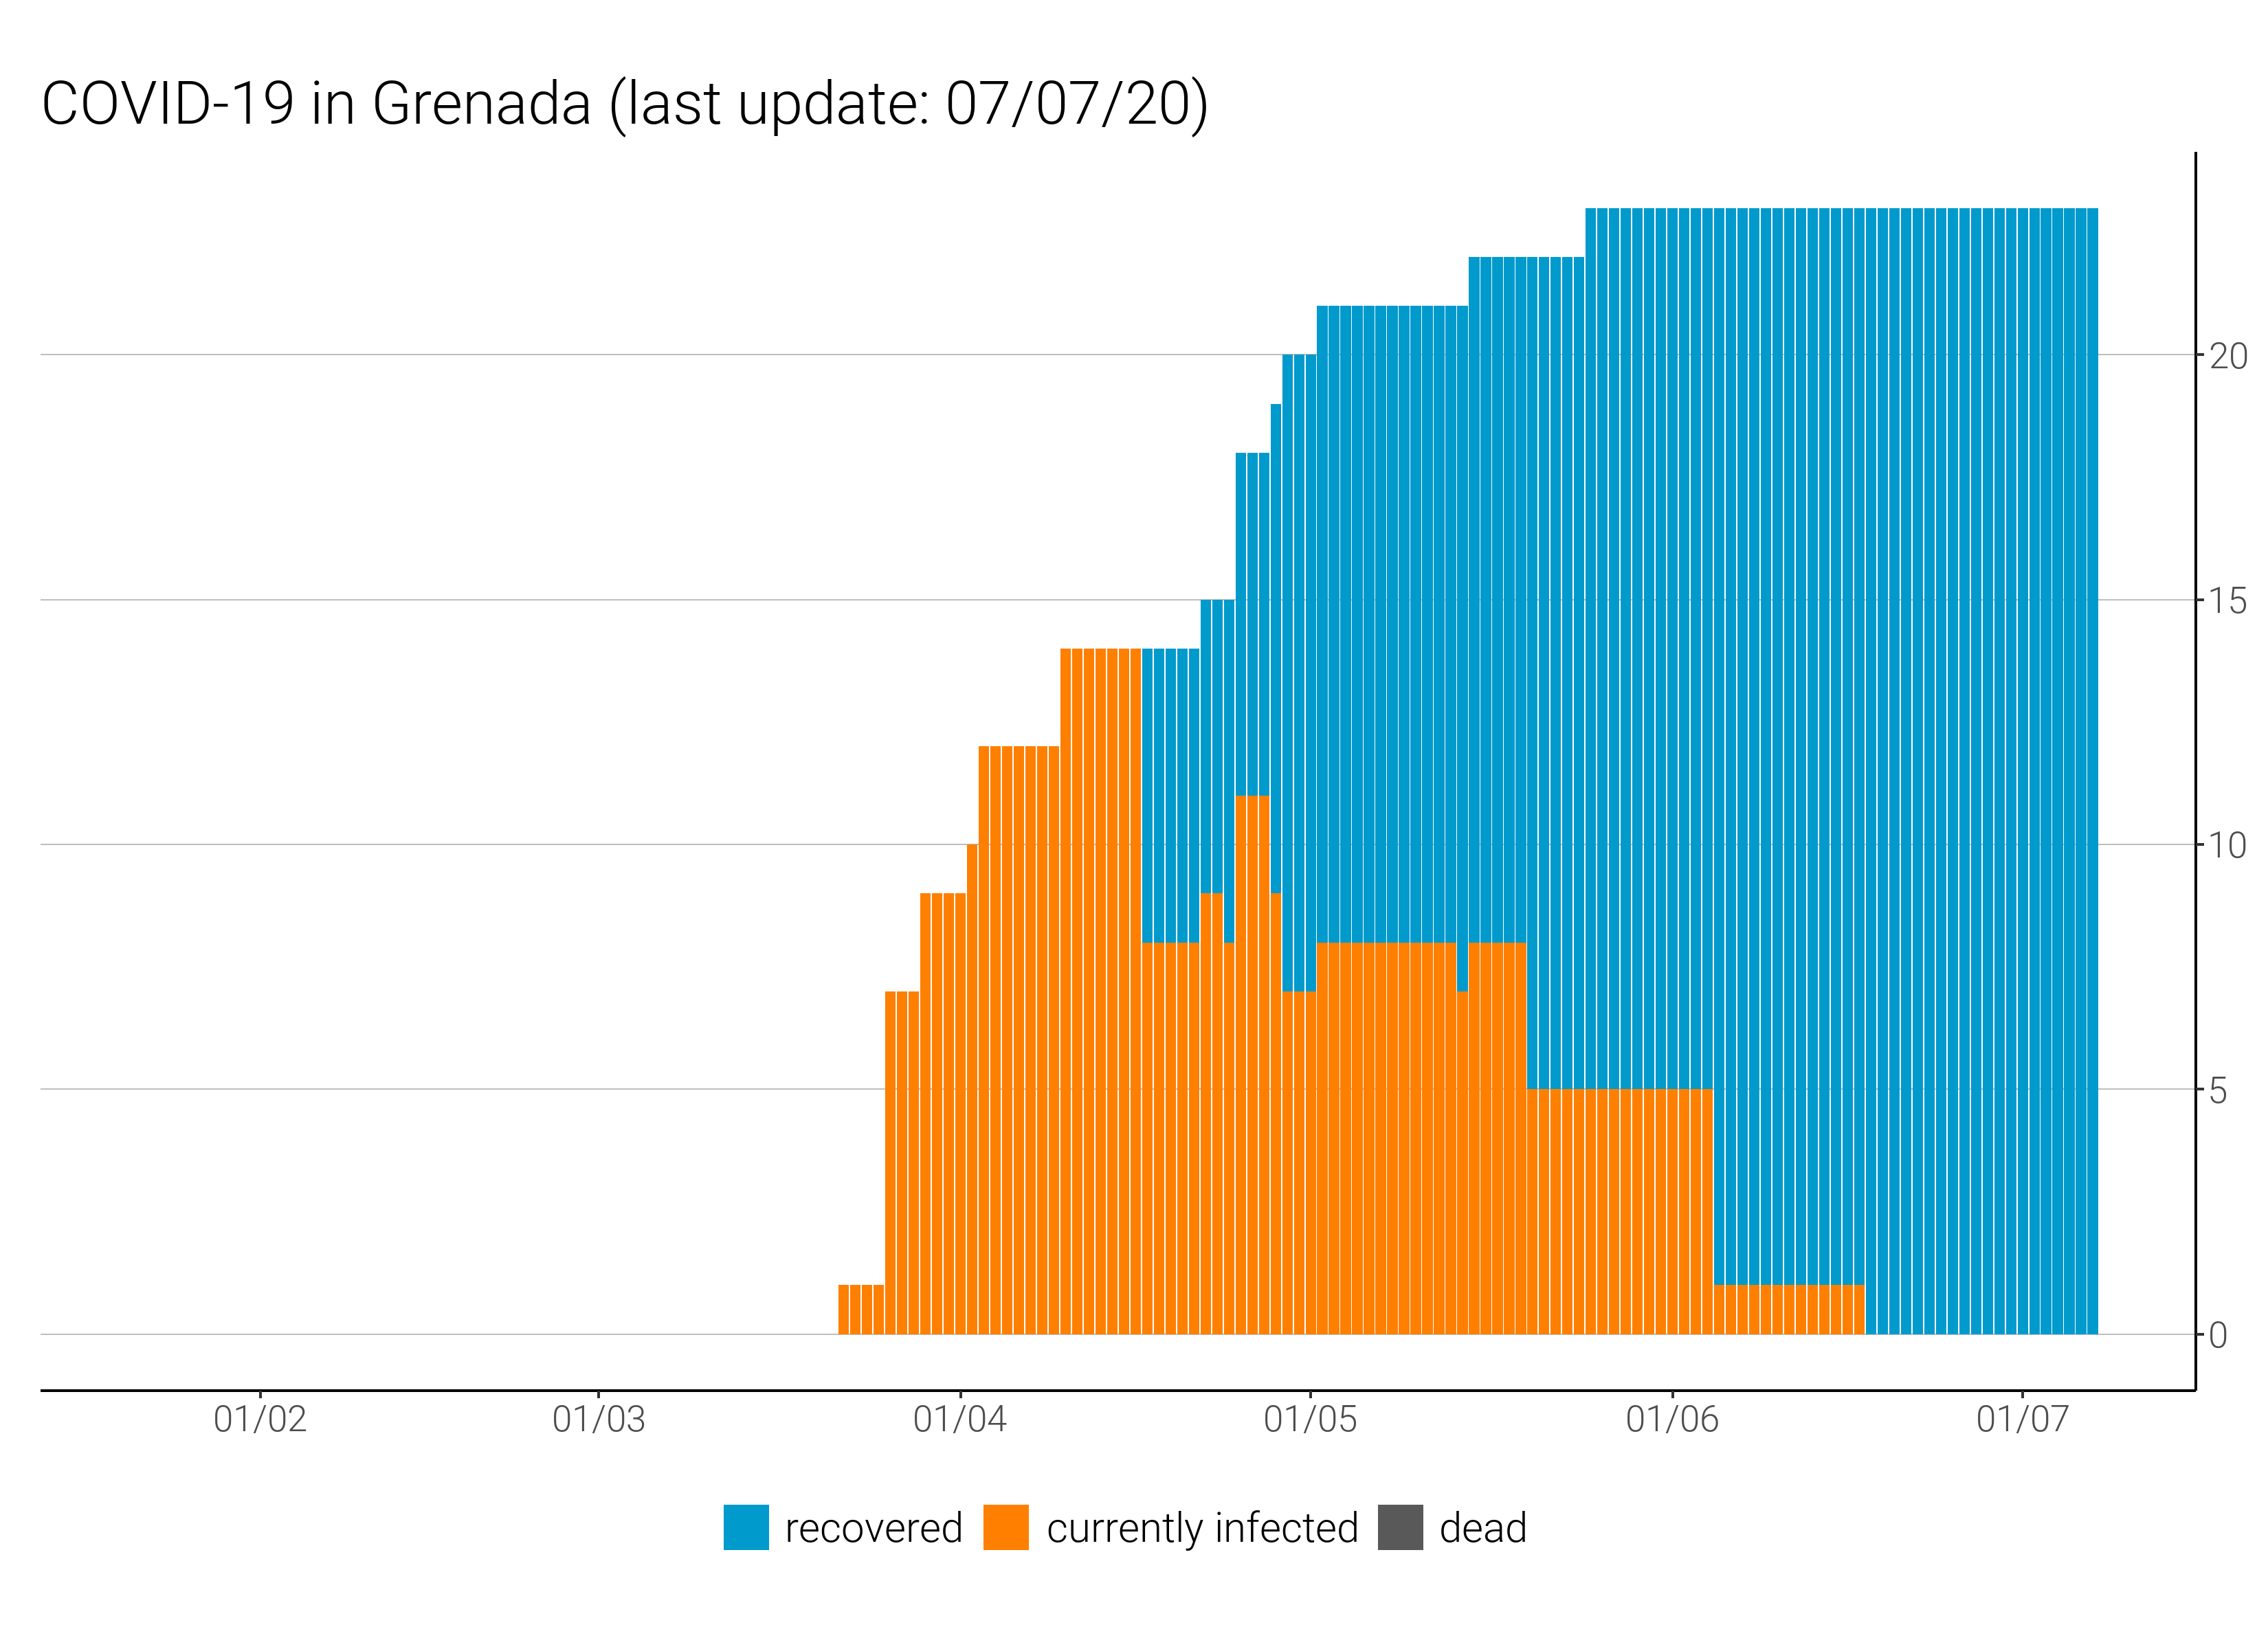 COVID-19 in Grenada (last update: 07/07/20)
20
15
10
5
0
01/02 01/03 01/04 01/05 01/06 01/07
recovered currently infected dead